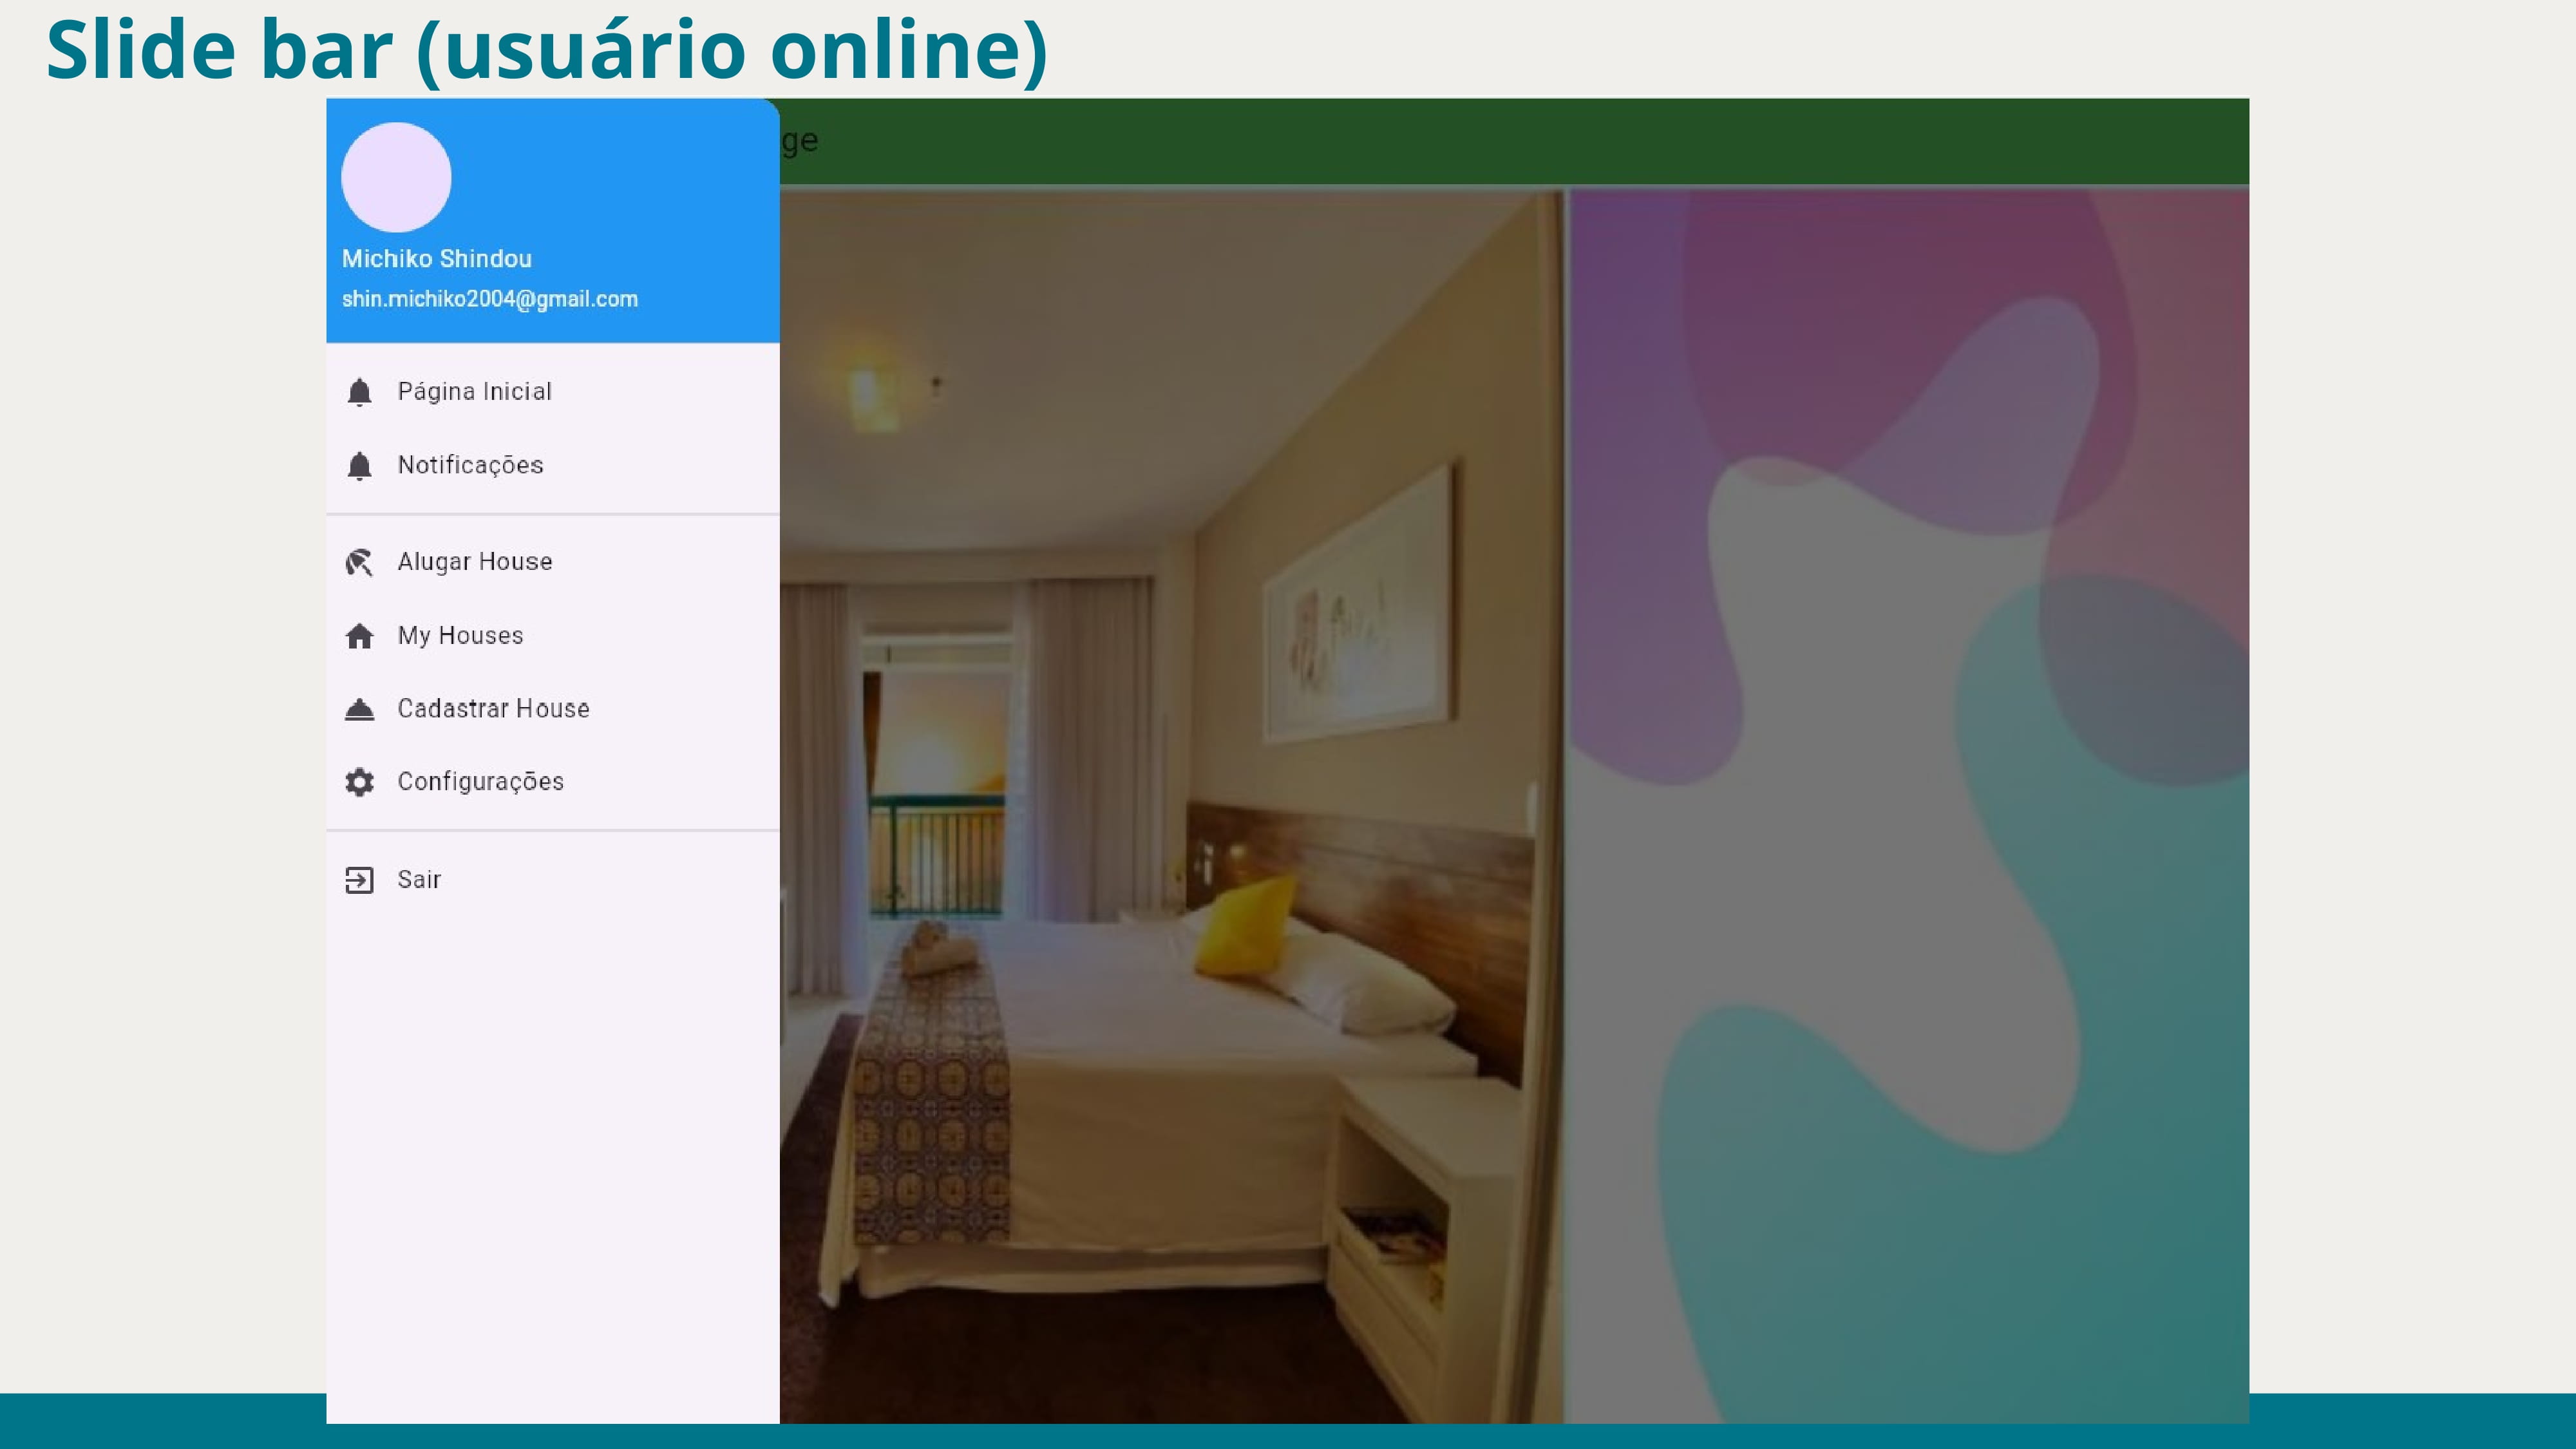 Slide bar (usuário online)
ge
Michiko Shindou
shin.michiko2004@gmail.com
Página Inicial
Notificações
Alugar House
My Houses
Cadastrar House
Configurações
Sair